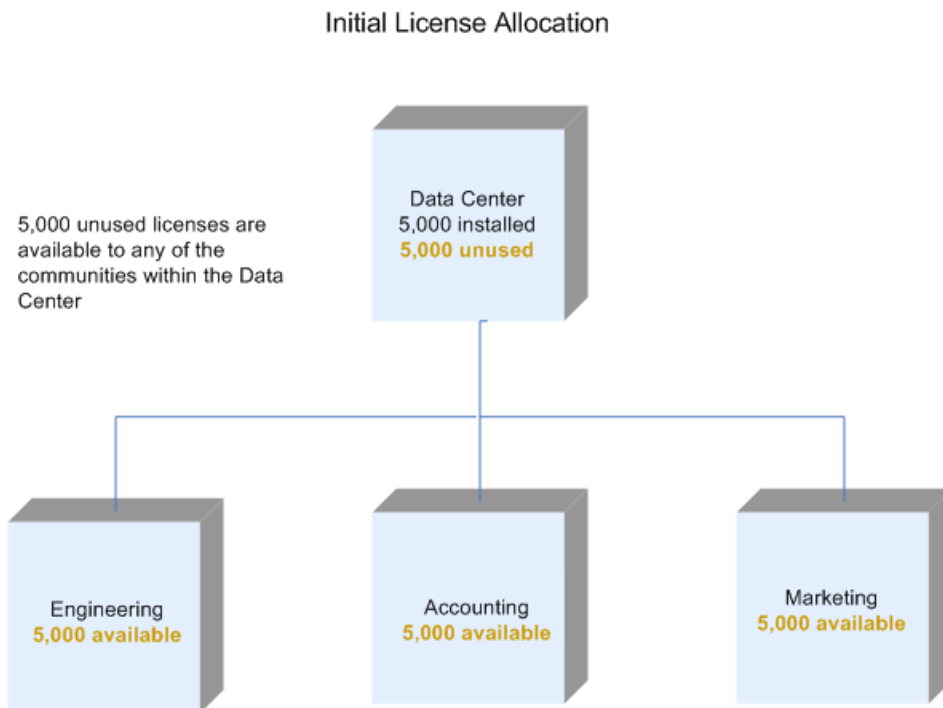 Initial License Allocation
Data Center
5,000 installed
5,000 unused
5,000 unused licenses are
available to any of the
communities within the Data
Center
Engineering
5,000 available
Accounting
5,000 available
Marketing
5,000 available